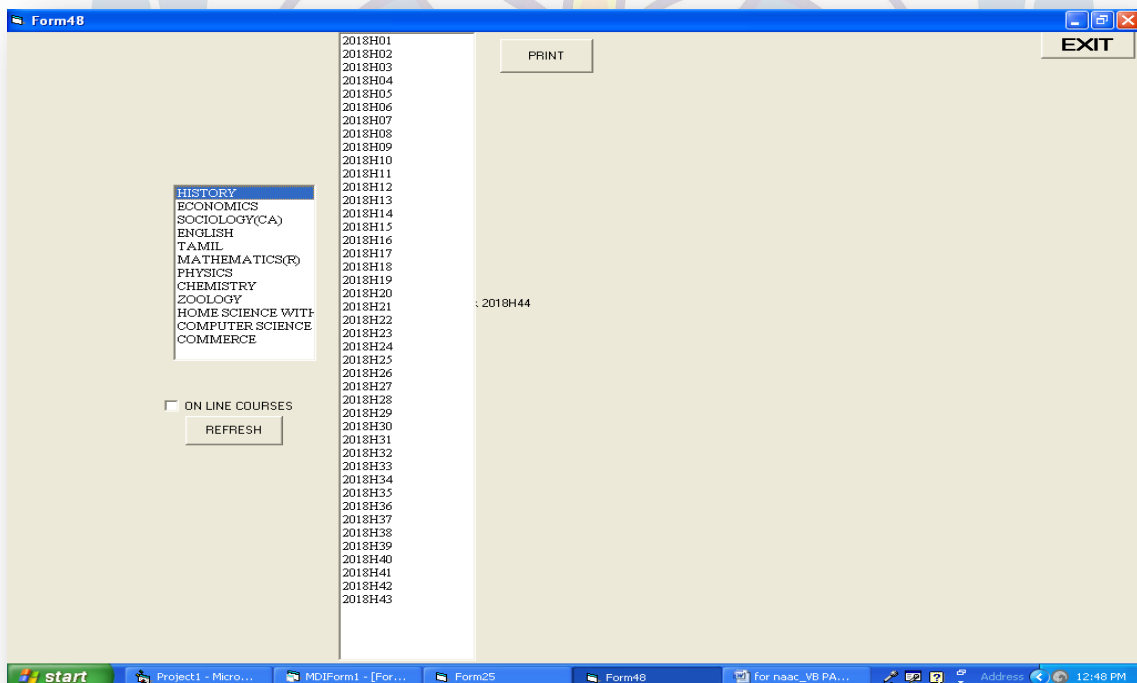 Form48
EXIT
PRINT
2018H01
2018H02
2018H03
2018H04
2018H05
2018H06
2018H07
2018H08
2018H09
2018H10
2018H11
2018H12
2018H13
2018H14
2018H15
2018H16
2018H17
2018H18
2018H19
2018H20
2018H21
2018H22
2018H23
2018H24
2018H25
2018H26
2018H27
2018H28
2018H29
2018H30
2018H31
2018H32
2018H33
2018H34
2018H35
2018H36
2018H37
2018H38
2018H39
2018H40
2018H41
2018H42
2018H43
HISTORY
ECONOMICS
SOCIOLOGY(CA)
ENGLISH
TAMIL
MATHEMATICS(R)
PHYSICS
CHEMISTRY
ZOOLOGY
HOME SCIENCE WITH
COMPUTER SCIENCE
COMMERCE
: 2018H44
ON LINE COURSES
REFRESH
start
Project1 - Micro...
MDIForm1 - [For...
Form25
Form48
for naac_VB PA...
Address
12:48 PM